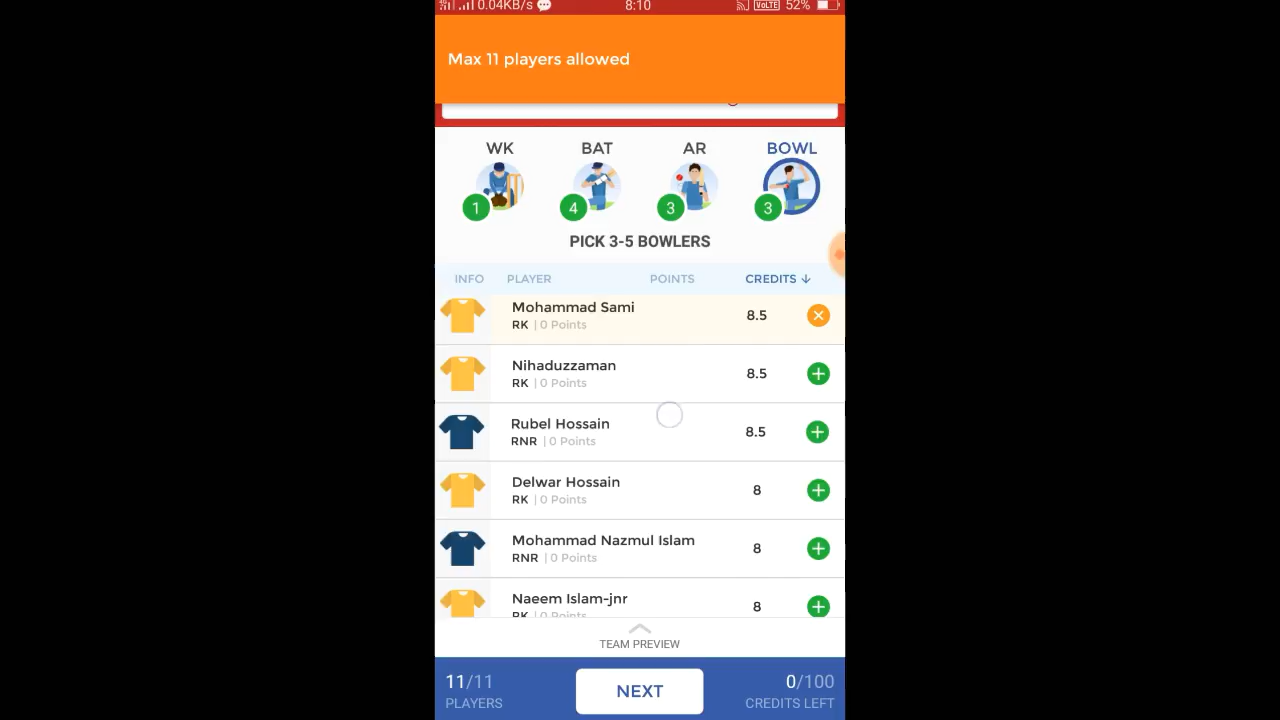 0.04KB/s 8:10 VoLTE 52%
Max 11 players allowed
WK BAT AR BOWL
1 4 3 3
PICK 3-5 BOWLERS
INFO PLAYER POINTS CREDITS ↓
Mohammad Sami
RK | 0 Points 8.5
Nihaduzzaman
RK | 0 Points 8.5
Rubel Hossain
RNR | 0 Points 8.5
Delwar Hossain
RK | 0 Points 8
Mohammad Nazmul Islam
RNR | 0 Points 8
Naeem Islam-jnr
RK | 0 Points 8
TEAM PREVIEW
11/11 NEXT 0/100
PLAYERS CREDITS LEFT